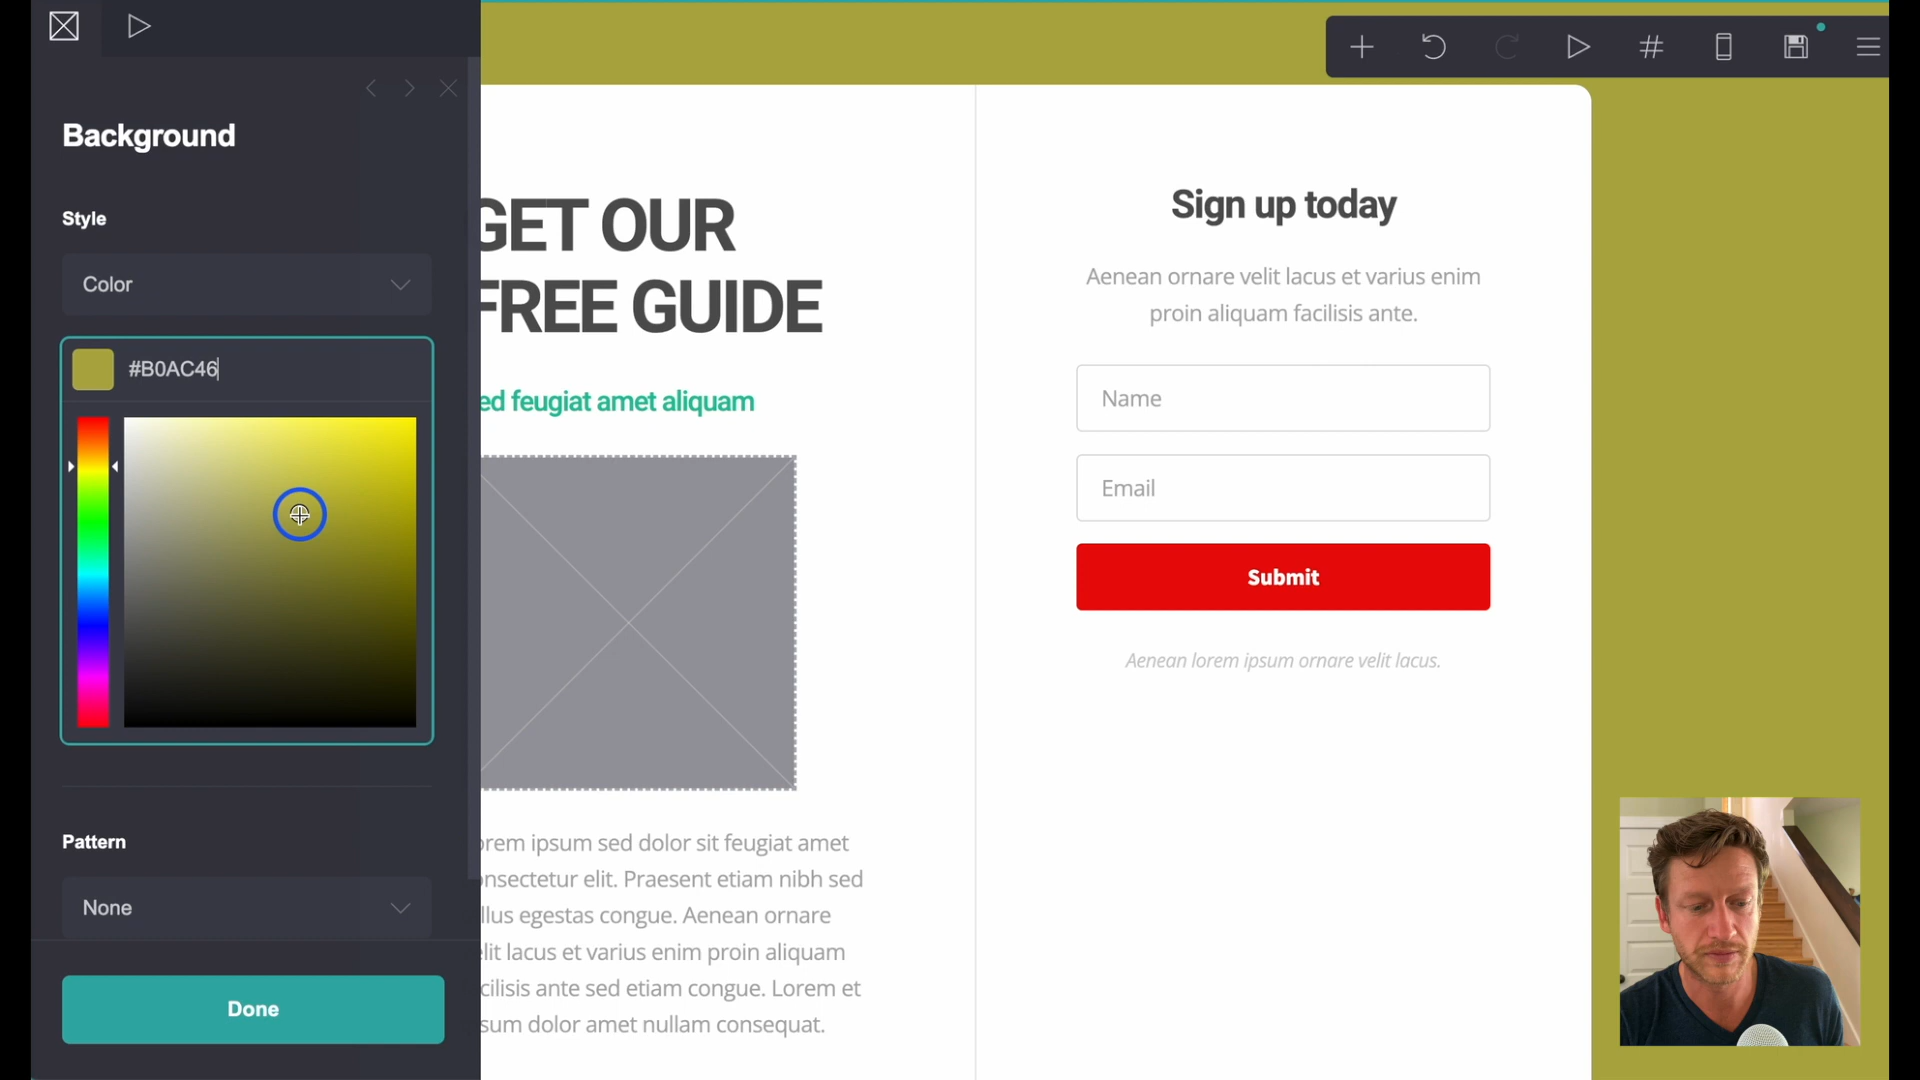 Background
Style
Color
#B0AC46
Pattern
None
Done
GET OUR
FREE GUIDE
ed feugiat amet aliquam
orem ipsum sed dolor sit feugiat amet
onsectetur elit. Praesent etiam nibh sed
llus egestas congue. Aenean ornare
elit lacus et varius enim proin aliquam
cilisis ante sed etiam congue. Lorem et
sum dolor amet nullam consequat.
Sign up today
Aenean ornare velit lacus et varius enim
proin aliquam facilisis ante.
Name
Email
Submit
Aenean lorem ipsum ornare velit lacus.